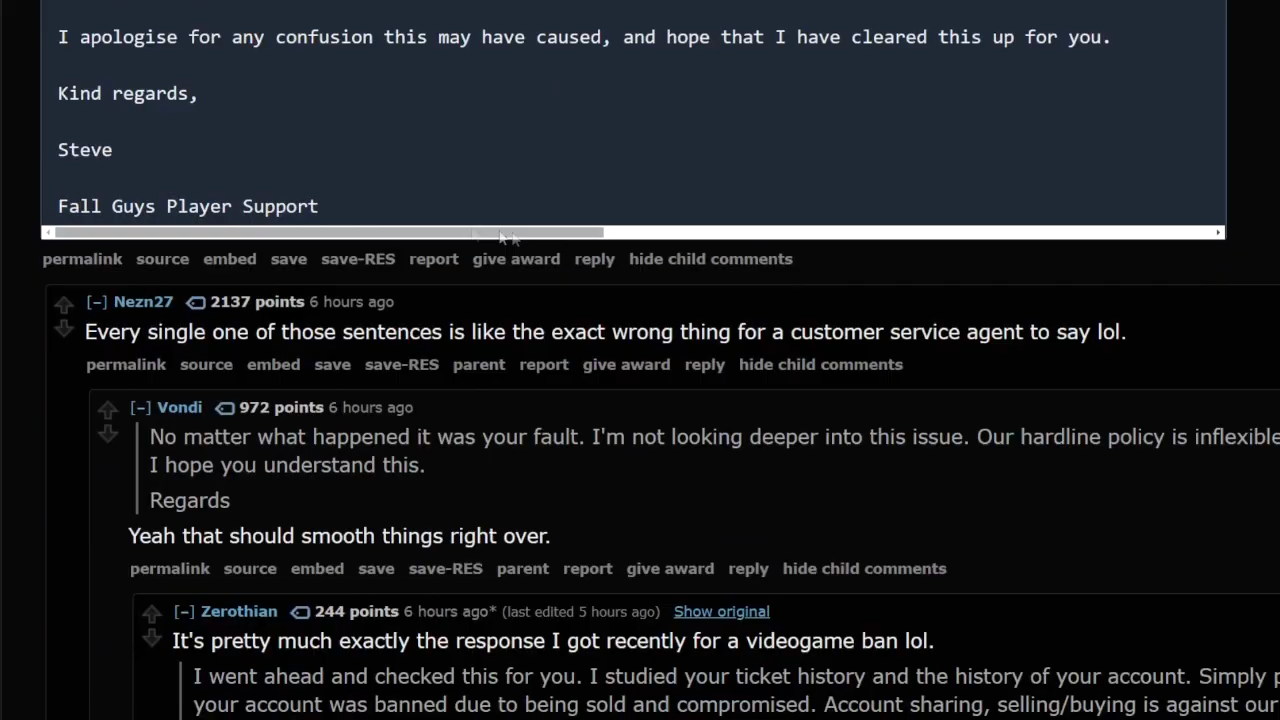 I apologise for any confusion this may have caused, and hope that I have cleared this up for you.
Kind regards,
Steve
Fall Guys Player Support
permalink source embed save save-RES report give award reply hide child comments
[–] Nezn27 2137 points 6 hours ago
Every single one of those sentences is like the exact wrong thing for a customer service agent to say lol.
permalink source embed save save-RES parent report give award reply hide child comments
[–] Vondi 972 points 6 hours ago
No matter what happened it was your fault. I'm not looking deeper into this issue. Our hardline policy is inflexible
I hope you understand this.
Regards
Yeah that should smooth things right over.
permalink source embed save save-RES parent report give award reply hide child comments
[–] Zerothian 244 points 6 hours ago* (last edited 5 hours ago) Show original
It's pretty much exactly the response I got recently for a videogame ban lol.
I went ahead and checked this for you. I studied your ticket history and the history of your account. Simply
your account was banned due to being sold and compromised. Account sharing, selling/buying is against our